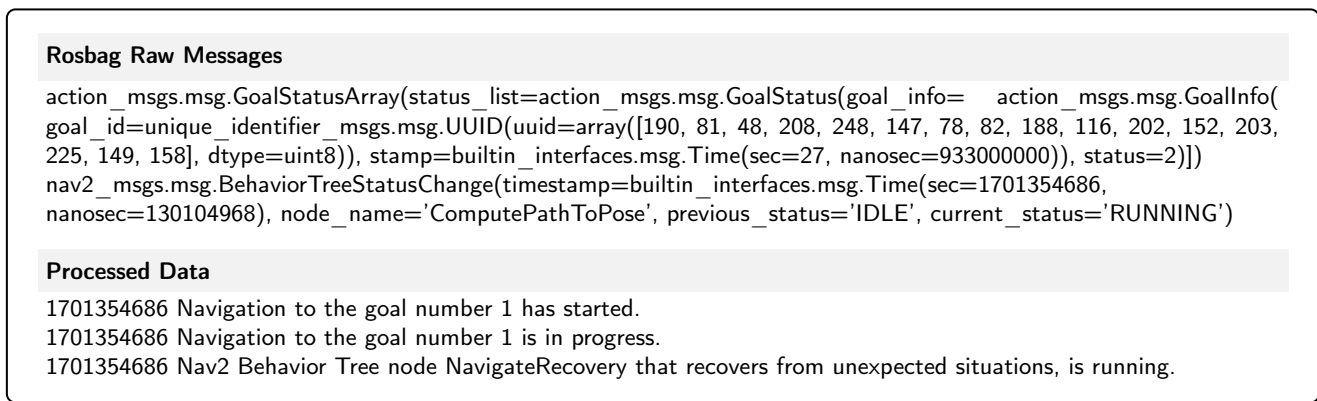 Rosbag Raw Messages
action_msgs.msg.GoalStatusArray(status_list=action_msgs.msg.GoalStatus(goal_info= action_msgs.msg.GoalInfo(
goal_id=unique_identifier_msgs.msg.UUID(uuid=array([190, 81, 48, 208, 248, 147, 78, 82, 188, 116, 202, 152, 203,
225, 149, 158], dtype=uint8)), stamp=builtin_interfaces.msg.Time(sec=27, nanosec=933000000)), status=2)])
nav2_msgs.msg.BehaviorTreeStatusChange(timestamp=builtin_interfaces.msg.Time(sec=1701354686,
nanosec=130104968), node_name='ComputePathToPose', previous_status='IDLE', current_status='RUNNING')
Processed Data
1701354686 Navigation to the goal number 1 has started.
1701354686 Navigation to the goal number 1 is in progress.
1701354686 Nav2 Behavior Tree node NavigateRecovery that recovers from unexpected situations, is running.